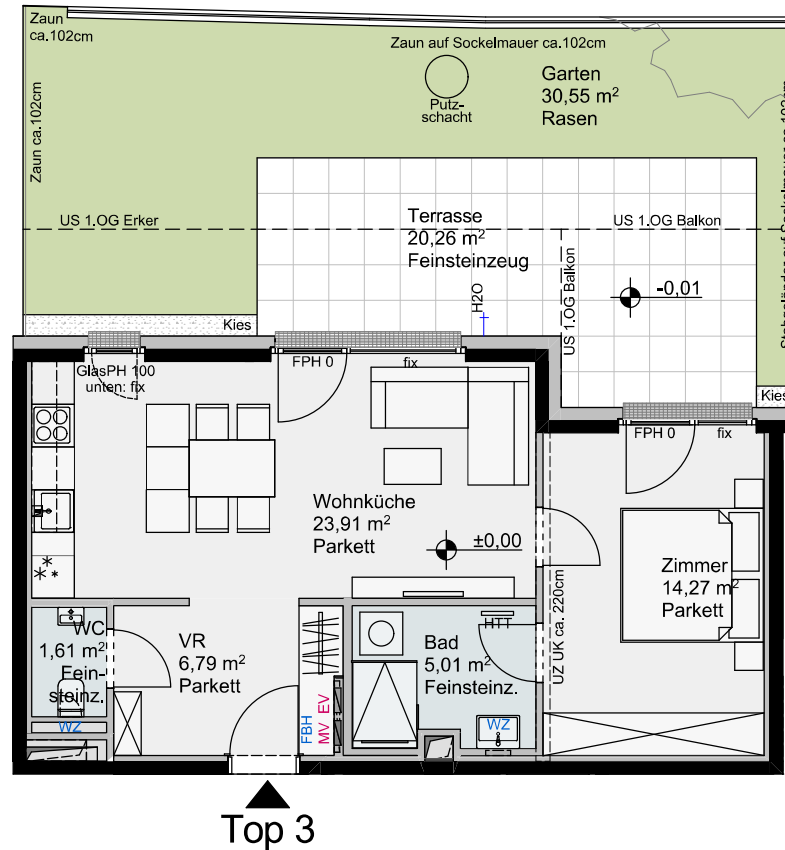 Zaun
ca.102cm
Zaun auf Sockelmauer ca.102cm
Garten
30,55 m²
Rasen
Putz-
schacht
Zaun ca.102cm
US 1.OG Erker
Terrasse
20,26 m²
Feinsteinzeug
US 1.OG Balkon
US 1.OG Balkon
H2O
-0,01
Kies
Kies
GlasPH 100
unten: fix
FPH 0
fix
FPH 0
fix
Wohnküche
23,91 m²
Parkett
±0,00
Zimmer
14,27 m²
Parkett
UZ UK ca. 220cm
WC
1,61 m²
Fein-
steinz.
WZ
VR
6,79 m²
Parkett
FBH
MV EV
HTT
Bad
5,01 m²
Feinsteinz.
WZ
Top 3